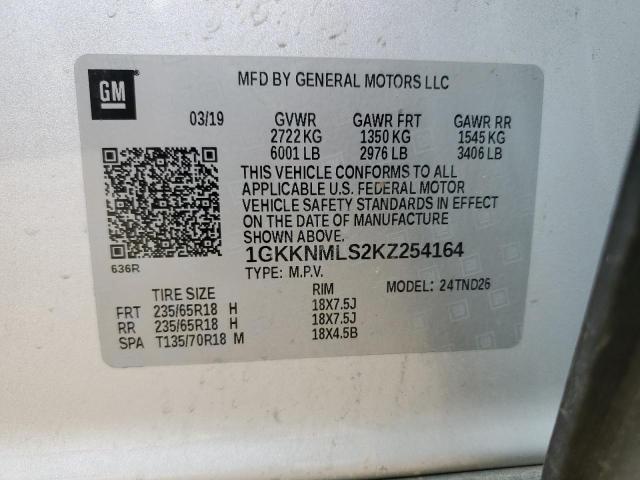 GM
MFD BY GENERAL MOTORS LLC
03/19 GVWR GAWR FRT GAWR RR
2722 KG 1350 KG 1545 KG
6001 LB 2976 LB 3406 LB
THIS VEHICLE CONFORMS TO ALL
APPLICABLE U.S. FEDERAL MOTOR
VEHICLE SAFETY STANDARDS IN EFFECT
ON THE DATE OF MANUFACTURE
SHOWN ABOVE.
1GKKNMLS2KZ254164
636R
TYPE: M.P.V. MODEL: 24TND26
TIRE SIZE RIM
FRT 235/65R18 H 18X7.5J
RR 235/65R18 H 18X7.5J
SPA T135/70R18 M 18X4.5B